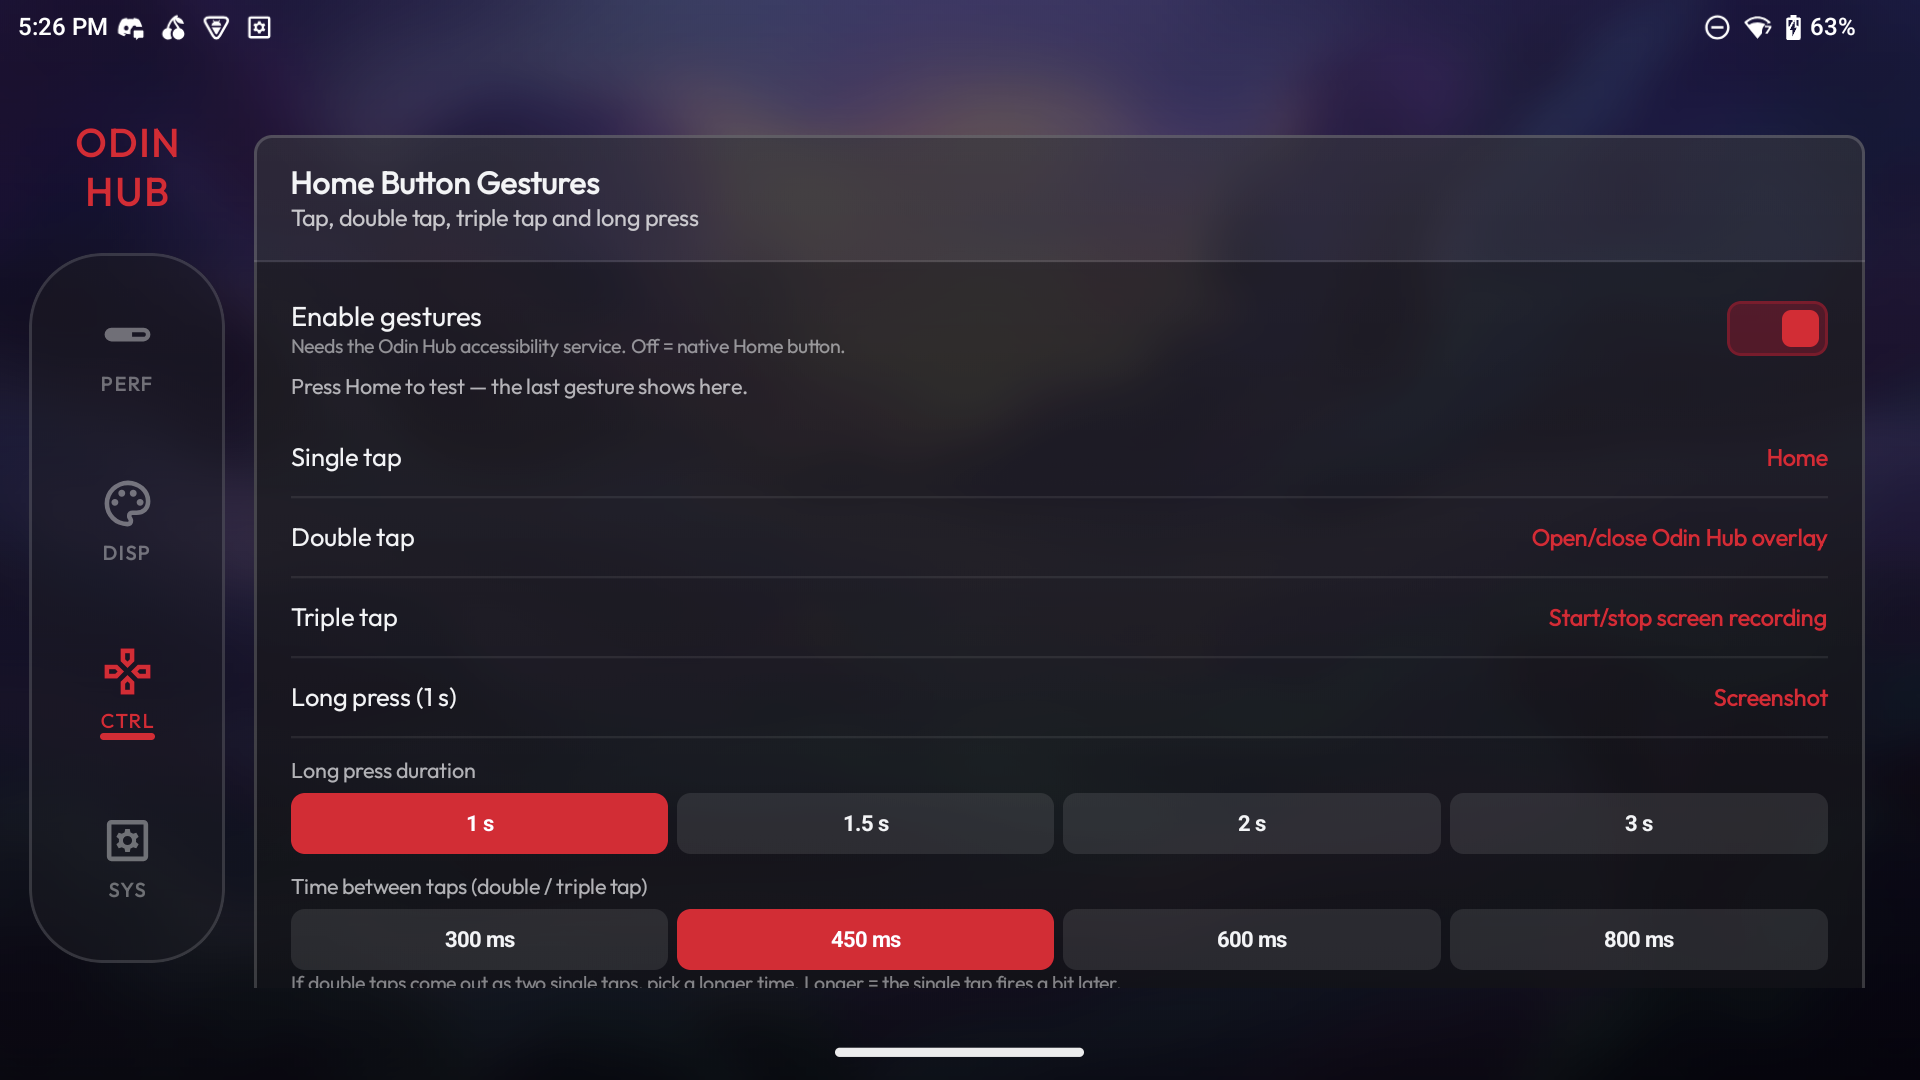 5:26 PM
63%
ODIN
HUB
PERF
DISP
CTRL
SYS
Home Button Gestures
Tap, double tap, triple tap and long press
Enable gestures
Needs the Odin Hub accessibility service. Off = native Home button.
Press Home to test — the last gesture shows here.
Single tap Home
Double tap Open/close Odin Hub overlay
Triple tap Start/stop screen recording
Long press (1 s) Screenshot
Long press duration
1 s 1.5 s 2 s 3 s
Time between taps (double / triple tap)
300 ms 450 ms 600 ms 800 ms
If double taps come out as two single taps, pick a longer time. Longer = the single tap fires a bit later.